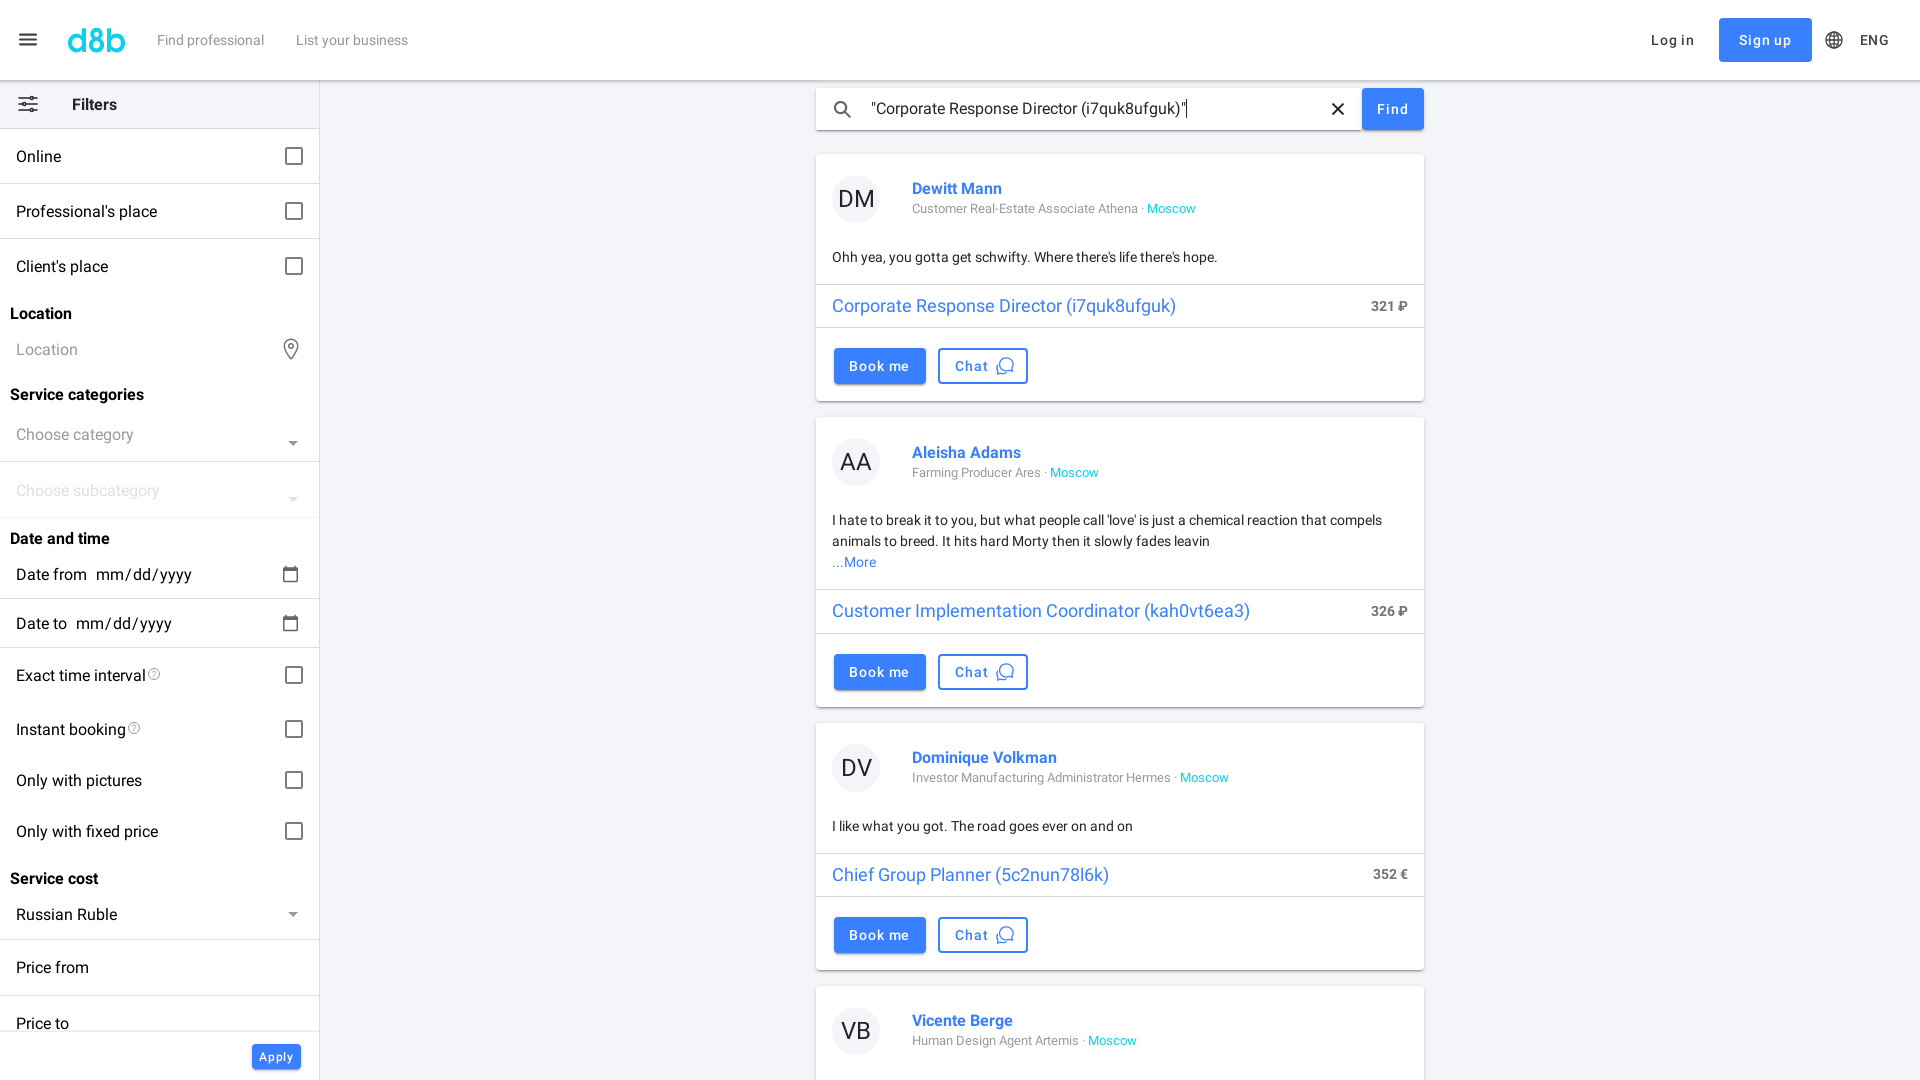 d8b
Find professional
List your business
Log in
Sign up
ENG
Filters
Online
Professional's place
Client's place
Location
Location
Service categories
Choose category
Choose subcategory
Date and time
Date from mm/dd/yyyy
Date to mm/dd/yyyy
Exact time interval
Instant booking
Only with pictures
Only with fixed price
Service cost
Russian Ruble
Price from
Price to
Apply
"Corporate Response Director (i7quk8ufguk)"
Find
DM
Dewitt Mann
Customer Real-Estate Associate Athena · Moscow
Ohh yea, you gotta get schwifty. Where there's life there's hope.
Corporate Response Director (i7quk8ufguk) 321 ₽
Book me
Chat
AA
Aleisha Adams
Farming Producer Ares · Moscow
I hate to break it to you, but what people call 'love' is just a chemical reaction that compels
animals to breed. It hits hard Morty then it slowly fades leavin
...More
Customer Implementation Coordinator (kah0vt6ea3) 326 ₽
Book me
Chat
DV
Dominique Volkman
Investor Manufacturing Administrator Hermes · Moscow
I like what you got. The road goes ever on and on
Chief Group Planner (5c2nun78l6k) 352 €
Book me
Chat
VB
Vicente Berge
Human Design Agent Artemis · Moscow